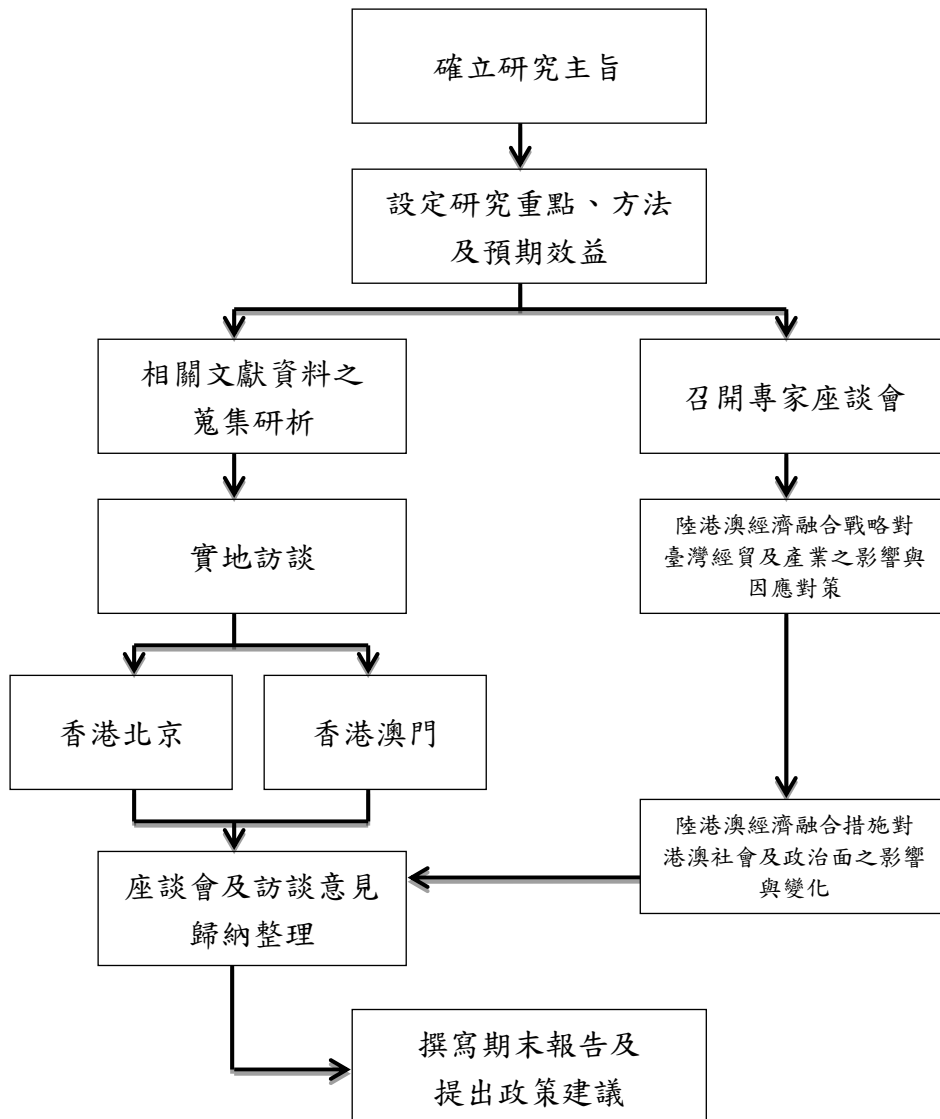 確立研究主旨
設定研究重點、方法
及預期效益
相關文獻資料之
蒐集研析
召開專家座談會
實地訪談
陸港澳經濟融合戰略對
臺灣經貿及產業之影響與
因應對策
香港北京
香港澳門
陸港澳經濟融合措施對
港澳社會及政治面之影響
與變化
座談會及訪談意見
歸納整理
撰寫期末報告及
提出政策建議